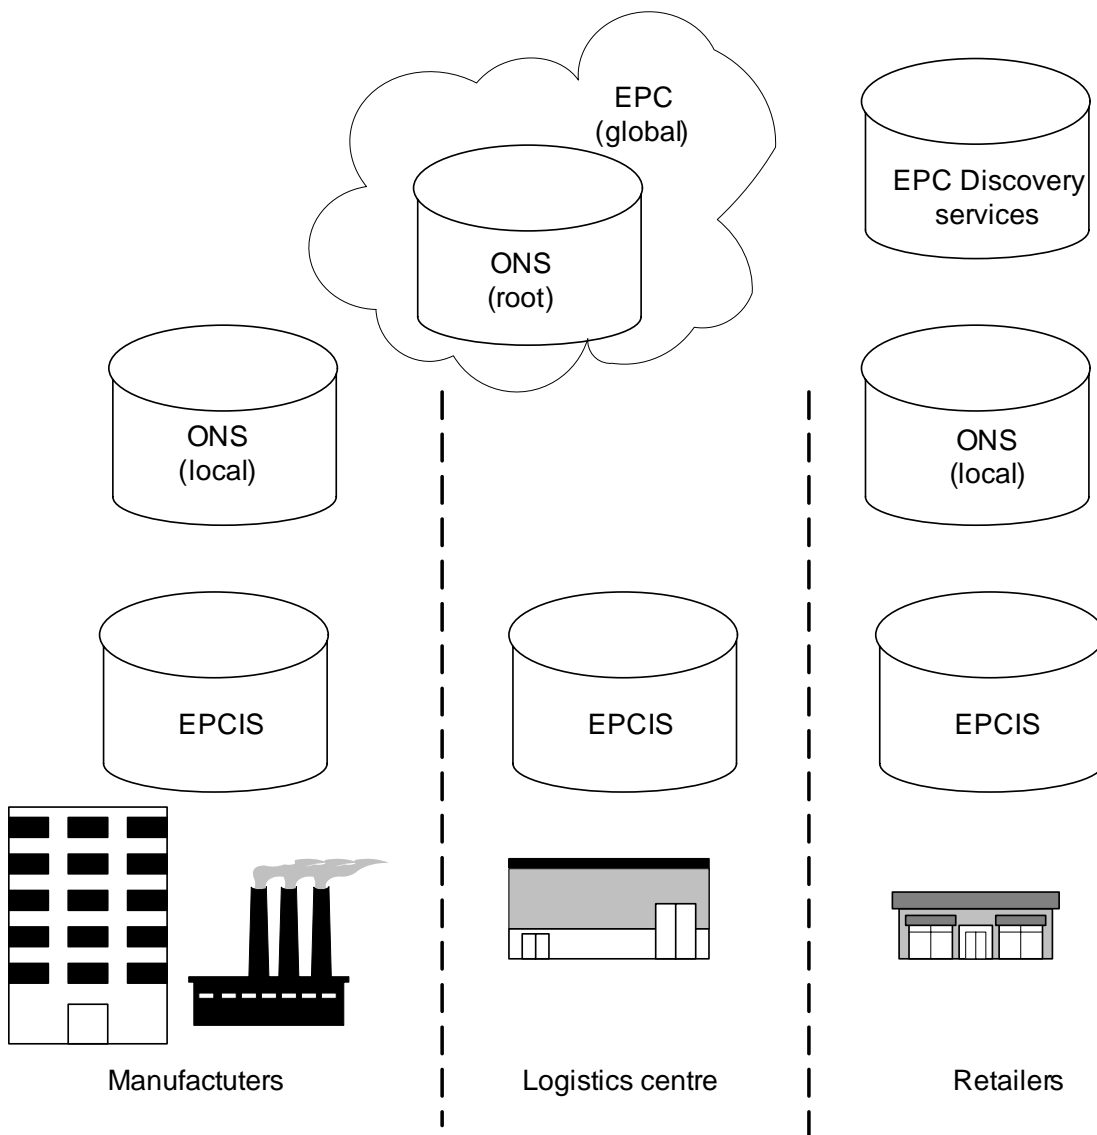 EPC
(global)
EPC Discovery
services
ONS
(root)
ONS
(local)
ONS
(local)
EPCIS
EPCIS
EPCIS
Manufactuters
Logistics centre
Retailers